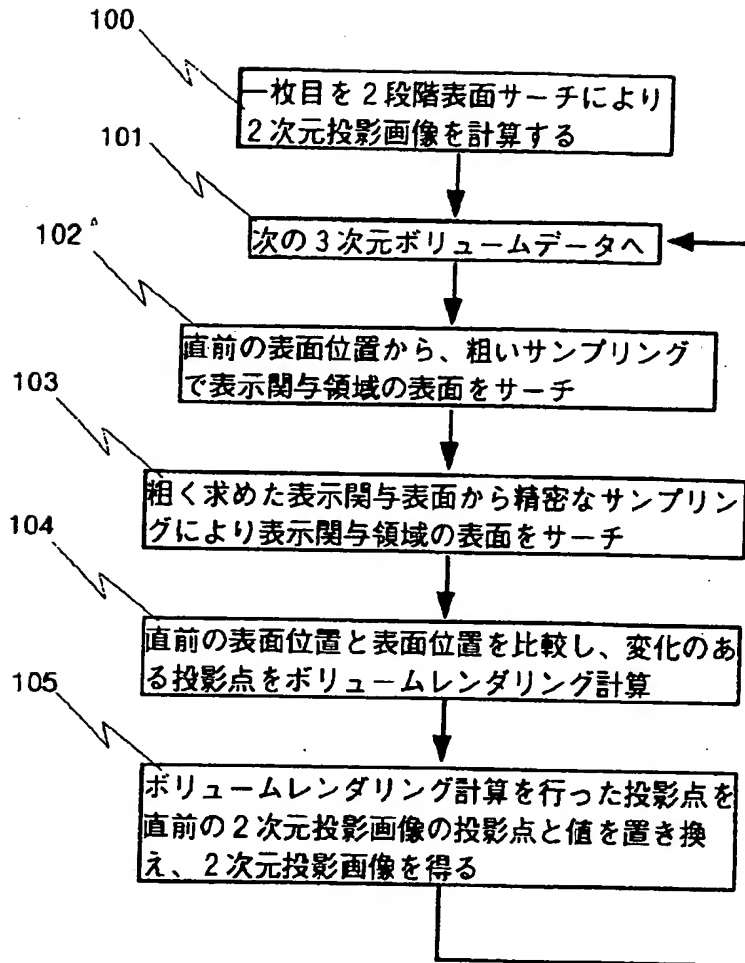 100
一枚目を2段階表面サーチにより
2次元投影画像を計算する
101
次の3次元ボリュームデータへ
102
直前の表面位置から、粗いサンプリング
で表示関与領域の表面をサーチ
103
粗く求めた表示関与表面から精密なサンプリン
グにより表示関与領域の表面をサーチ
104
直前の表面位置と表面位置を比較し、変化のあ
る投影点をボリュームレンダリング計算
105
ボリュームレンダリング計算を行った投影点を
直前の2次元投影画像の投影点と値を置き換
え、2次元投影画像を得る